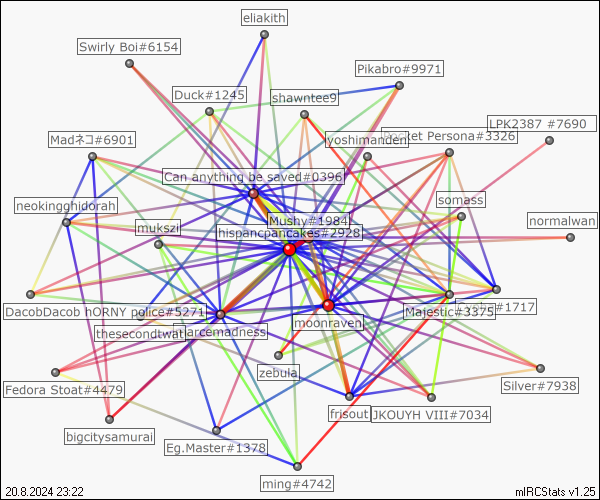 eliakith
Swirly Boi#6154
Pikabro#9971
Duck#1245
shawntee9
LPK2387 #7690
Madネコ#6901
yoshimanden
Pocket Persona#3326
Can anything be saved#0396
somass
neokingghidorah
Mushy#1984
normalwan
mukszil
hispancpancakes#2928
DacobDacob hORNY police#5271
Majestic#3375
#1717
moonraven
thesecondtwat
arcemadness
zebula
Fedora Stoat#4479
Silver#7938
frisout
JKOUYH VIII#7034
bigcitysamurai
Eg.Master#1378
ming#4742
20.8.2024 23:22
mIRCStats v1.25